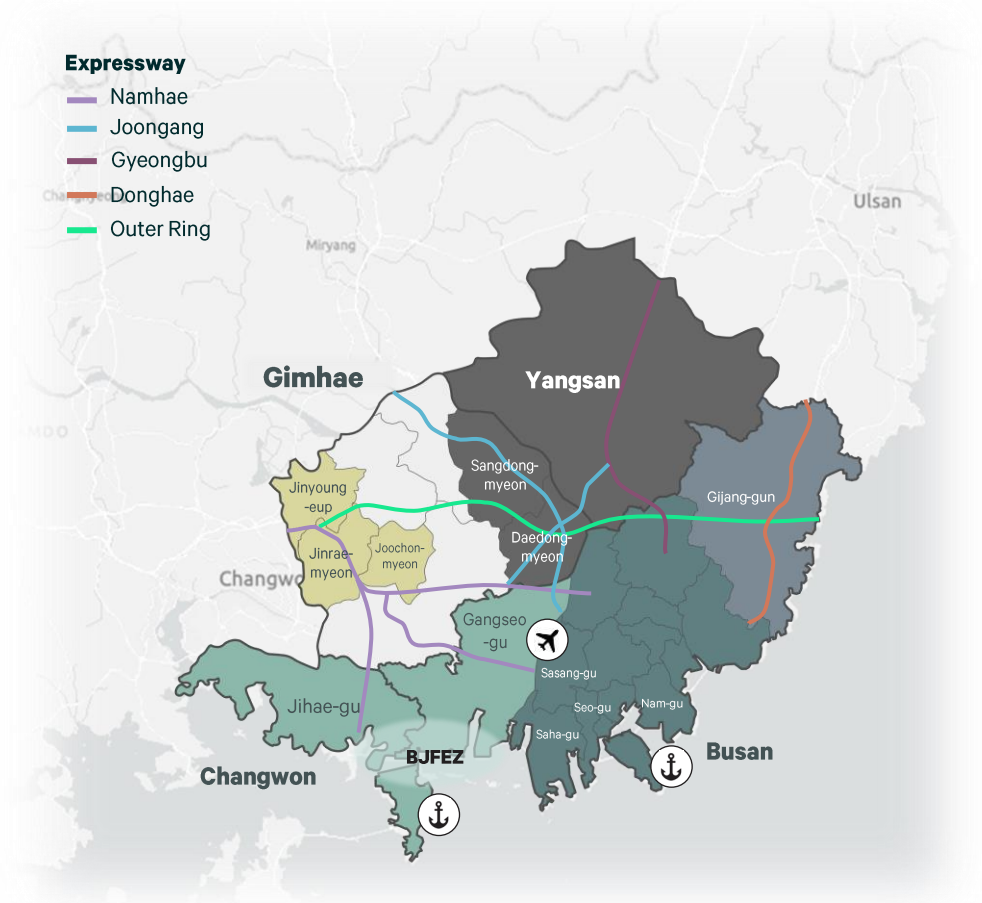 Expressway
Namhae
Joongang
Gyeongbu
Donghae
Outer Ring
Ulsan
Miryang
Gimhae
Yangsan
Sangdong-
myeon
Jinyoung
-eup
Gijang-gun
Daedong-
myeon
Jinrae-
myeon
Joochon-
myeon
Changwo
Gangseo
-gu
Sasang-gu
Jihae-gu
Seo-gu
Nam-gu
Saha-gu
BJFEZ
Busan
Changwon